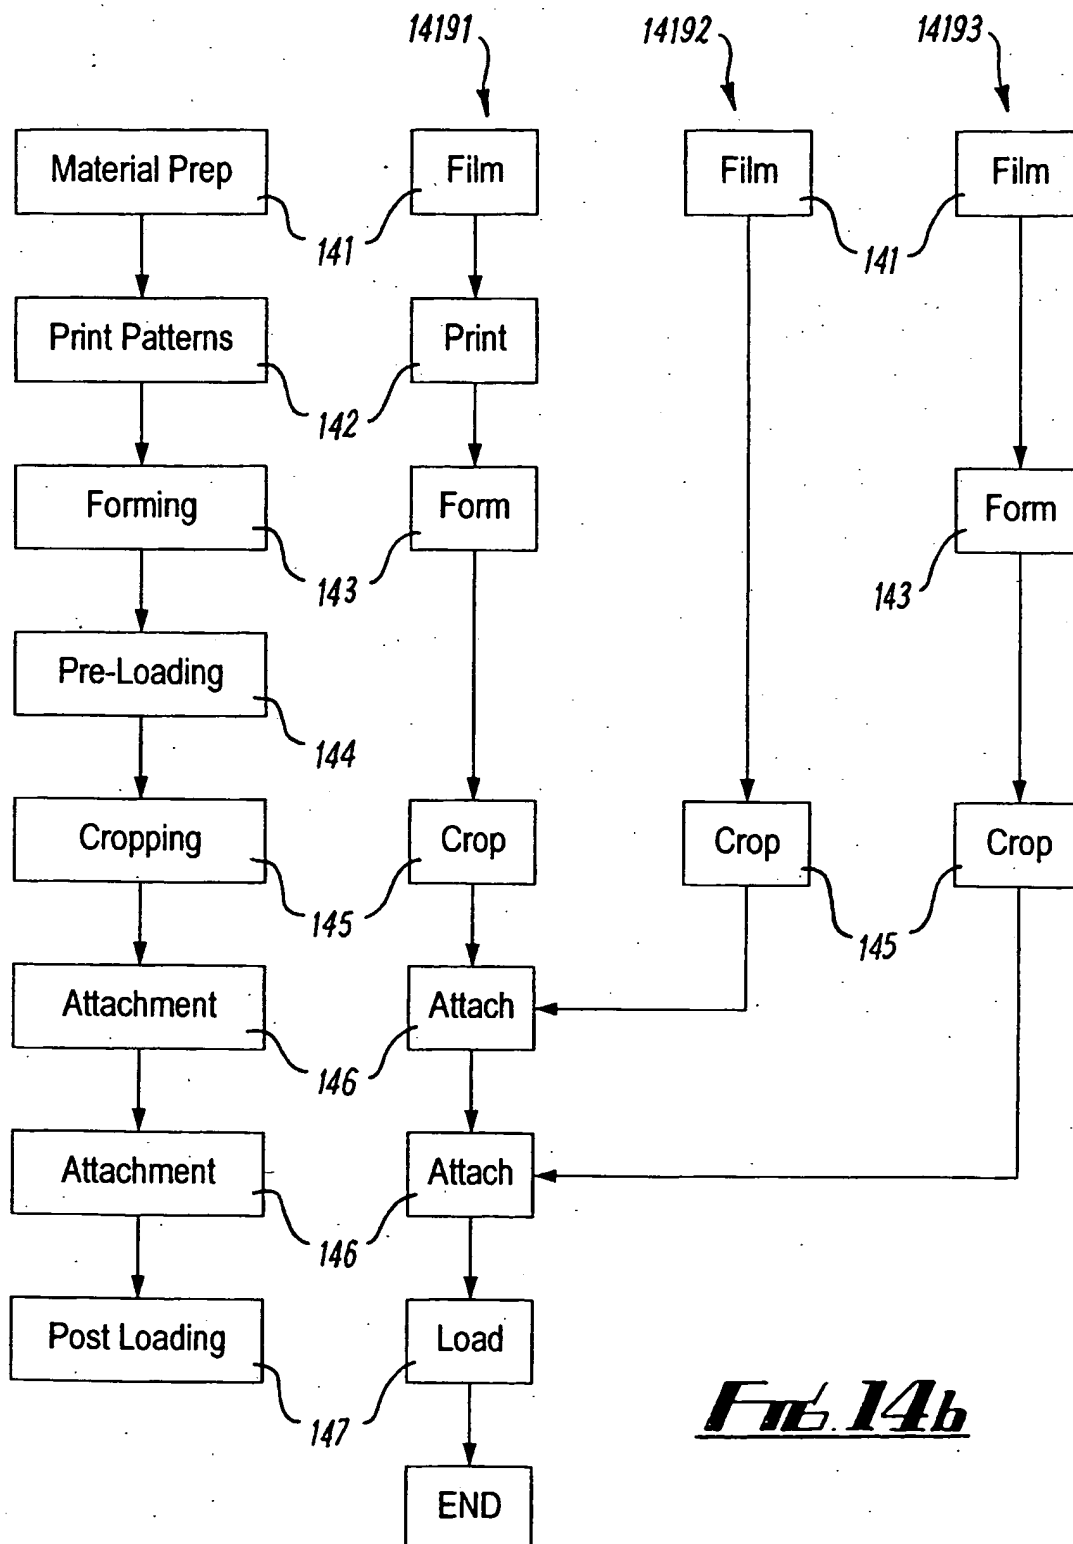 14191 14192 14193
Material Prep Film Film Film
141 141
Print Patterns Print
142
Forming Form Form
143 143
Pre-Loading
144
Cropping Crop Crop Crop
145 145
Attachment Attach
146
Attachment Attach
146
Post Loading Load
147
FIG. 14b
END